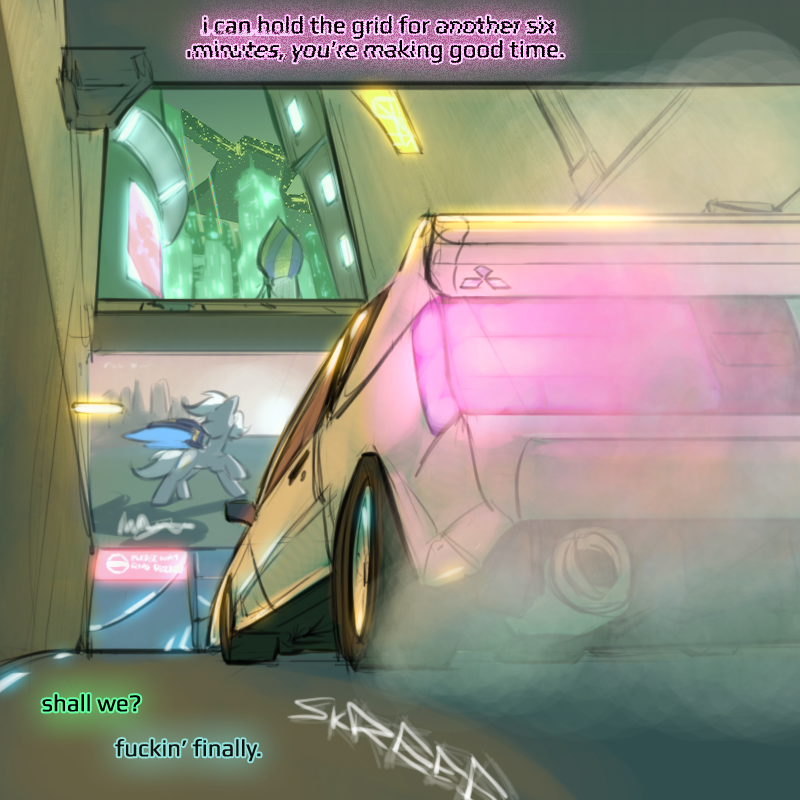 i can hold the grid for another six
minutes, you're making good time.
shall we?
fuckin' finally.
SKREEE